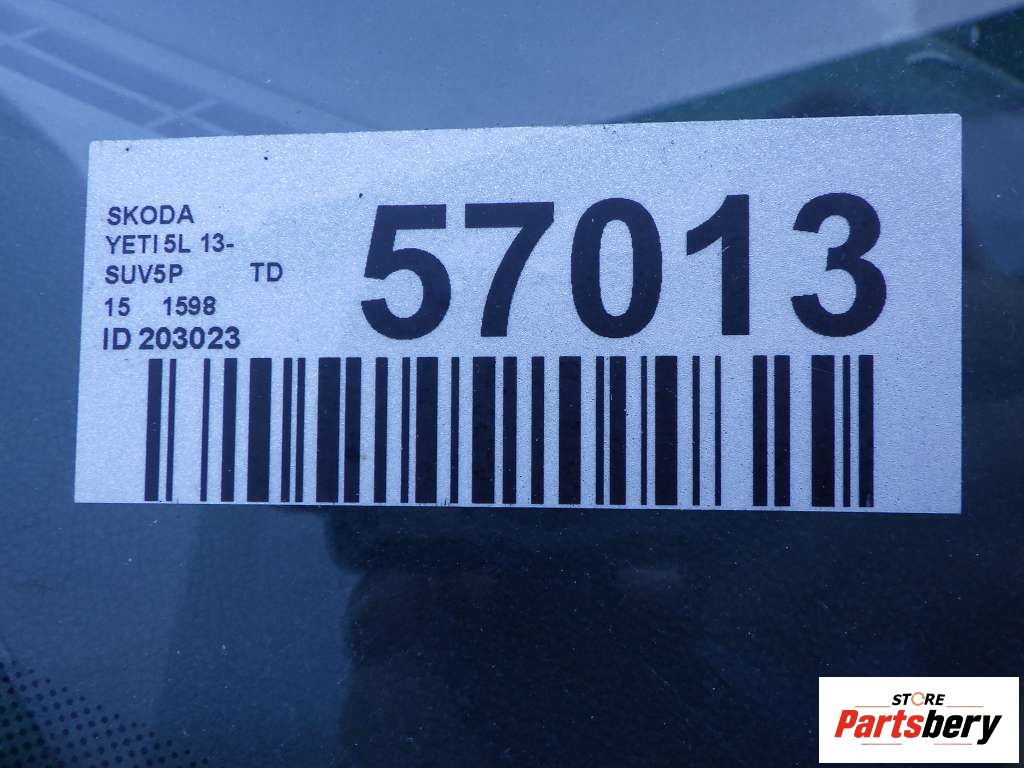 SKODA
YETI 5L 13-
SUV5P TD
15 1598
ID 203023
57013
STORE
Partsbery